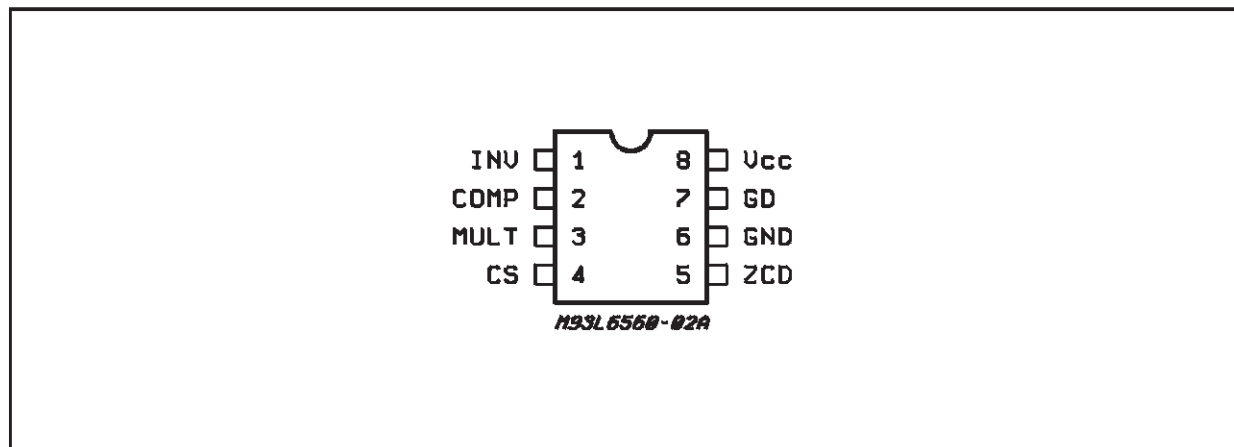 INV 1 8 Vcc
COMP 2 7 GD
MULT 3 6 GND
CS 4 5 ZCD
M93L6560-02A